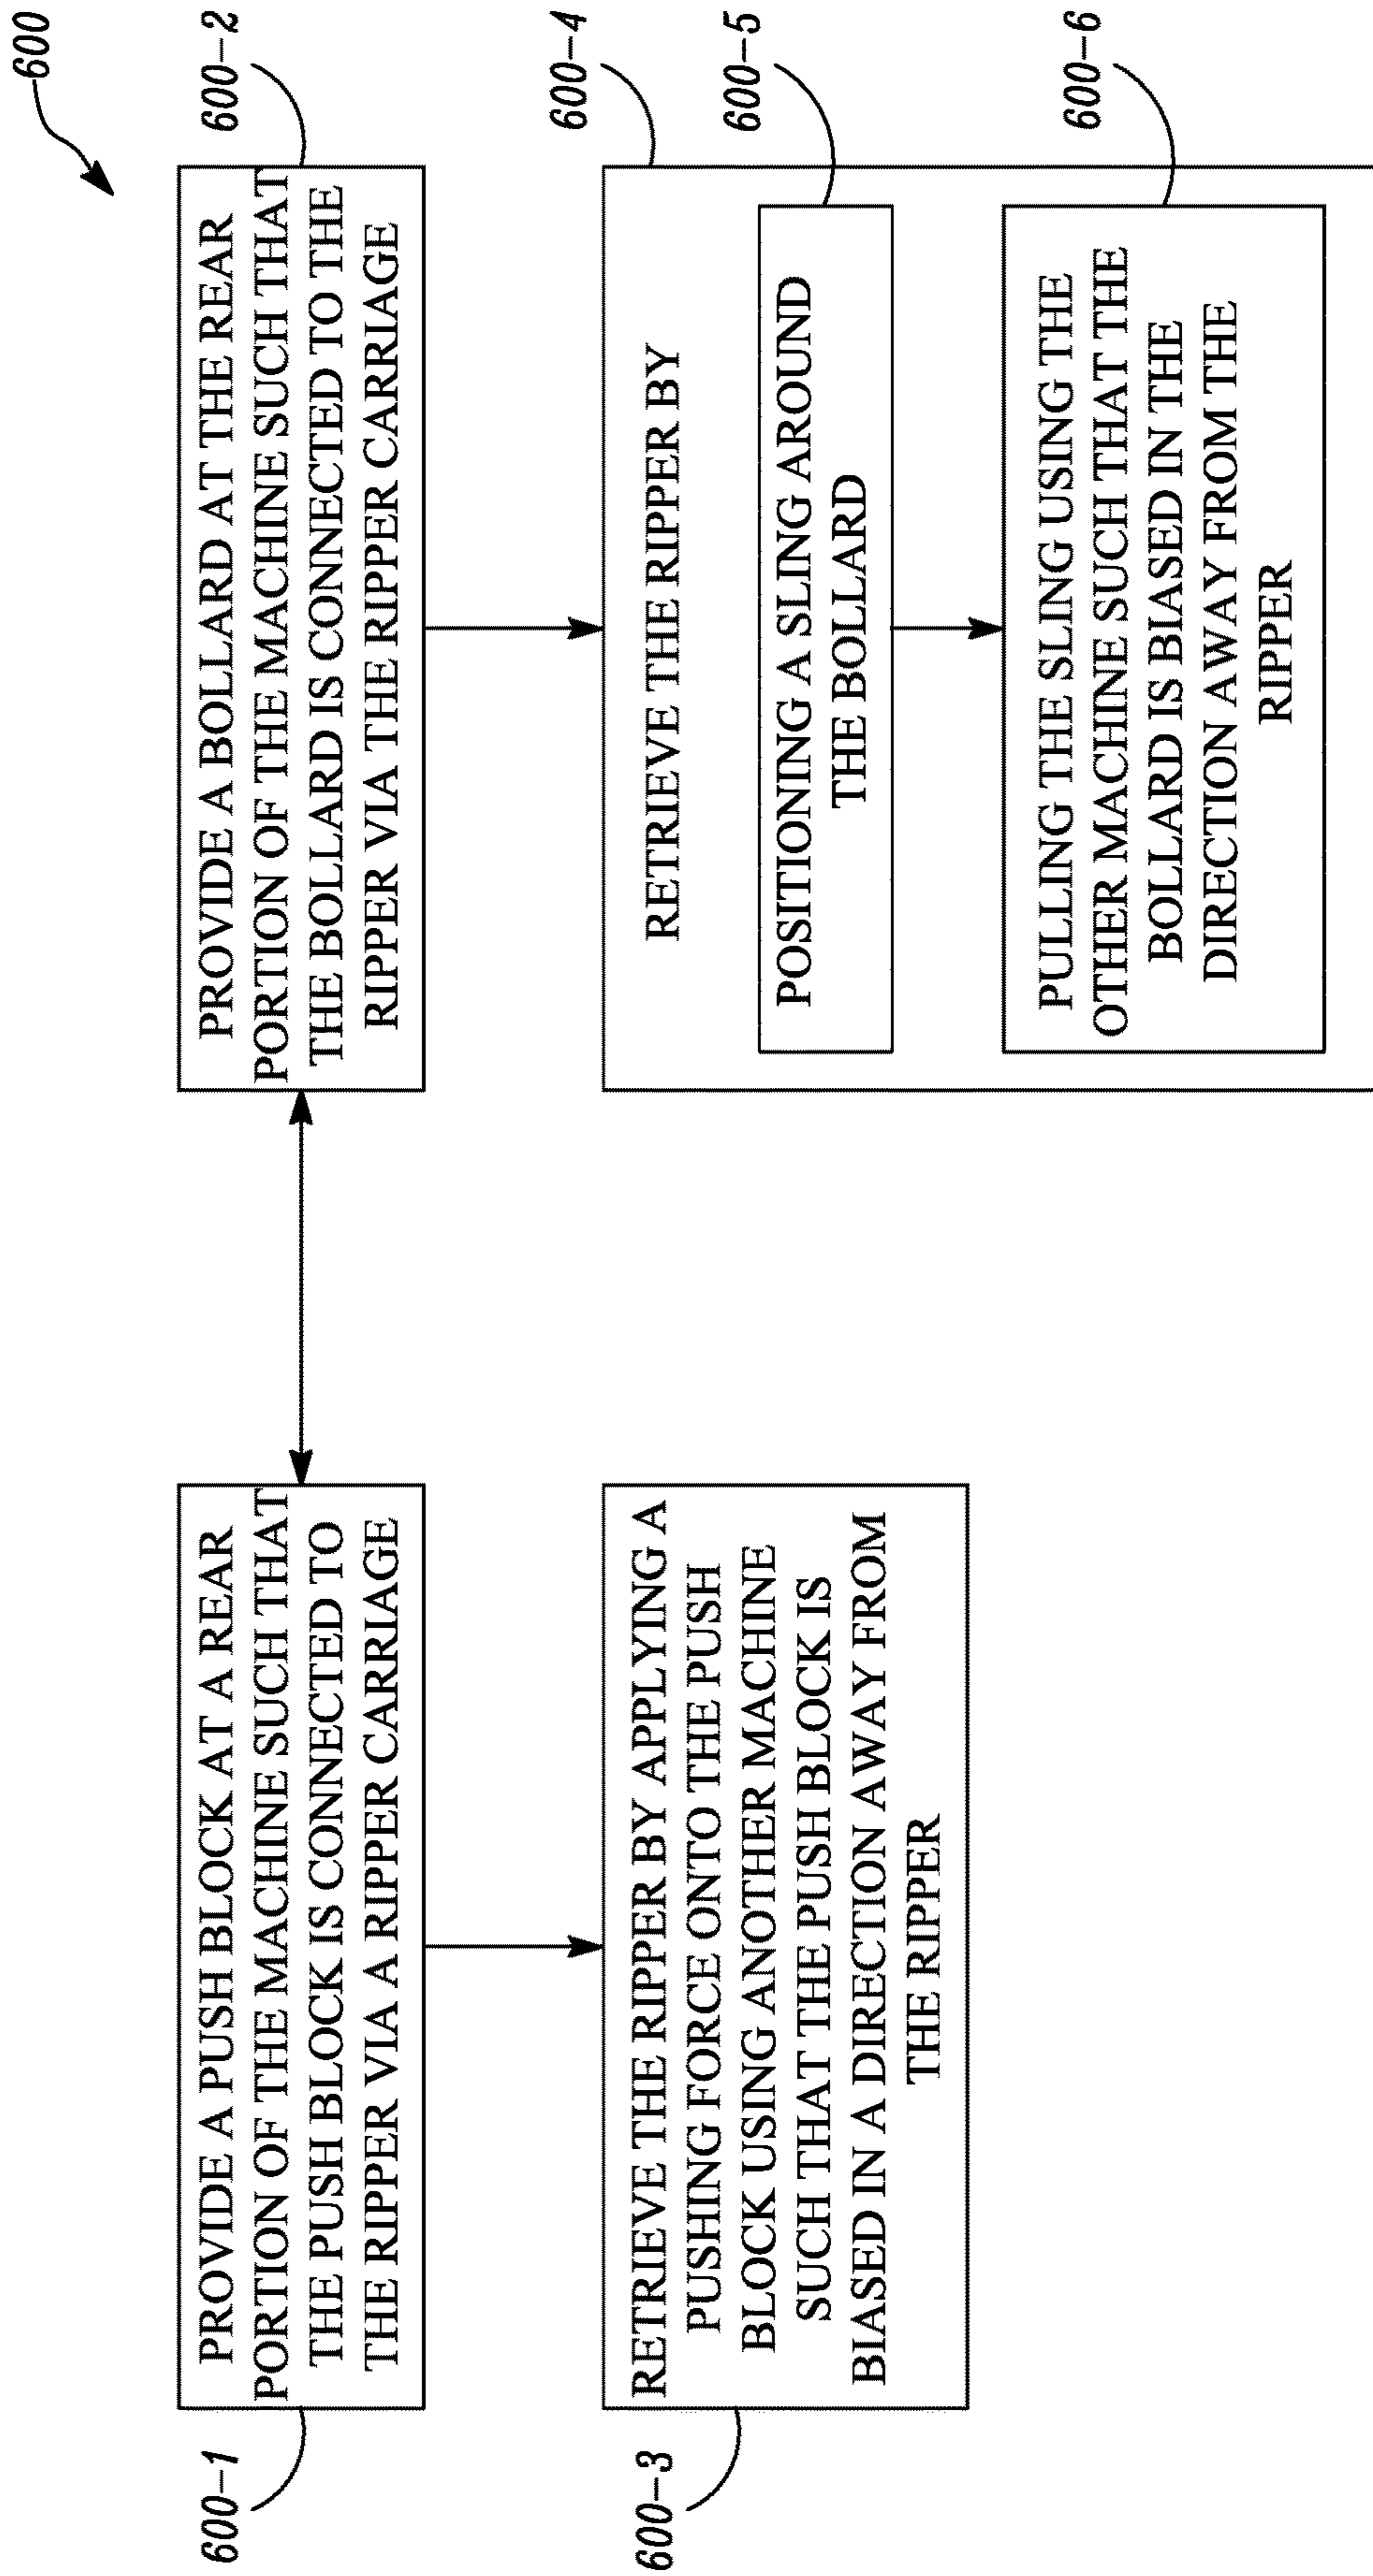 600
600-1
PROVIDE A PUSH BLOCK AT A REAR
PORTION OF THE MACHINE SUCH THAT
THE PUSH BLOCK IS CONNECTED TO
THE RIPPER VIA A RIPPER CARRIAGE
600-2
PROVIDE A BOLLARD AT THE REAR
PORTION OF THE MACHINE SUCH THAT
THE BOLLARD IS CONNECTED TO THE
RIPPER VIA THE RIPPER CARRIAGE
600-3
RETRIEVE THE RIPPER BY APPLYING A
PUSHING FORCE ONTO THE PUSH
BLOCK USING ANOTHER MACHINE
SUCH THAT THE PUSH BLOCK IS
BIASED IN A DIRECTION AWAY FROM
THE RIPPER
600-4
RETRIEVE THE RIPPER BY
600-5
POSITIONING A SLING AROUND
THE BOLLARD
600-6
PULLING THE SLING USING THE
OTHER MACHINE SUCH THAT THE
BOLLARD IS BIASED IN THE
DIRECTION AWAY FROM THE
RIPPER